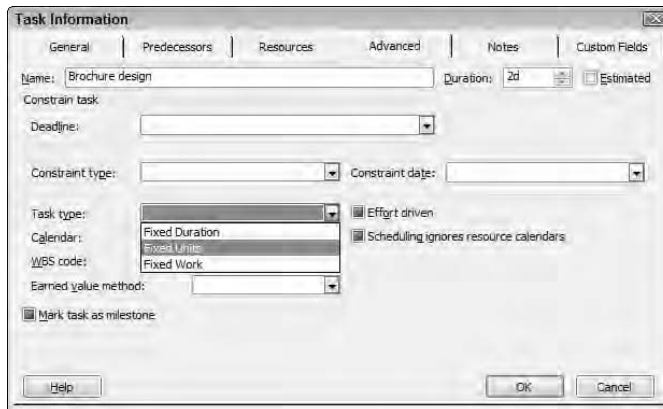 Task Information
General Predecessors Resources Advanced Notes Custom Fields
Name: Brochure design Duration: 2d Estimated
Constrain task
Deadline:
Constraint type: Constraint date:
Task type: Effort driven
Fixed Duration
Calendar: Fixed Units Scheduling ignores resource calendars
WBS code: Fixed Work
Earned value method:
Mark task as milestone
Help OK Cancel